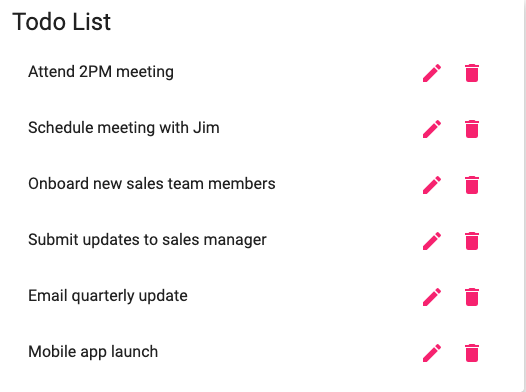 Todo List
Attend 2PM meeting
Schedule meeting with Jim
Onboard new sales team members
Submit updates to sales manager
Email quarterly update
Mobile app launch